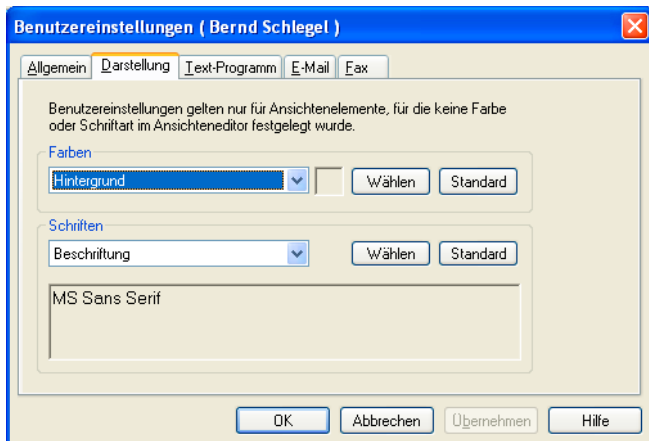 Benutzereinstellungen ( Bernd Schlegel )
Allgemein Darstellung Text-Programm E-Mail Fax
Benutzereinstellungen gelten nur für Ansichtenelemente, für die keine Farbe
oder Schriftart im Ansichteneditor festgelegt wurde.
Farben
Hintergrund Wählen Standard
Schriften
Beschriftung Wählen Standard
MS Sans Serif
OK Abbrechen Übernehmen Hilfe